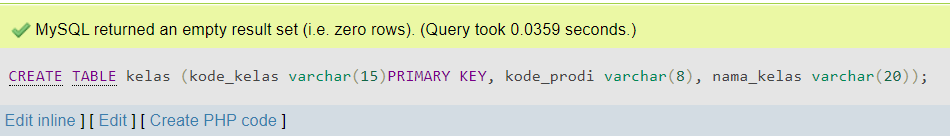 MySQL returned an empty result set (i.e. zero rows). (Query took 0.0359 seconds.)
CREATE TABLE kelas (kode_kelas varchar(15)PRIMARY KEY, kode_prodi varchar(8), nama_kelas varchar(20));
Edit inline ] [ Edit ] [ Create PHP code ]